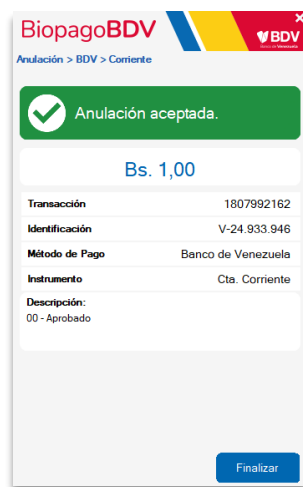 BiopagoBDV
BDV
Banco de Venezuela
Anulación > BDV > Corriente
Anulación aceptada.
Bs. 1,00
Transacción 1807992162
Identificación V-24.933.946
Método de Pago Banco de Venezuela
Instrumento Cta. Corriente
Descripción:
00 - Aprobado
Finalizar